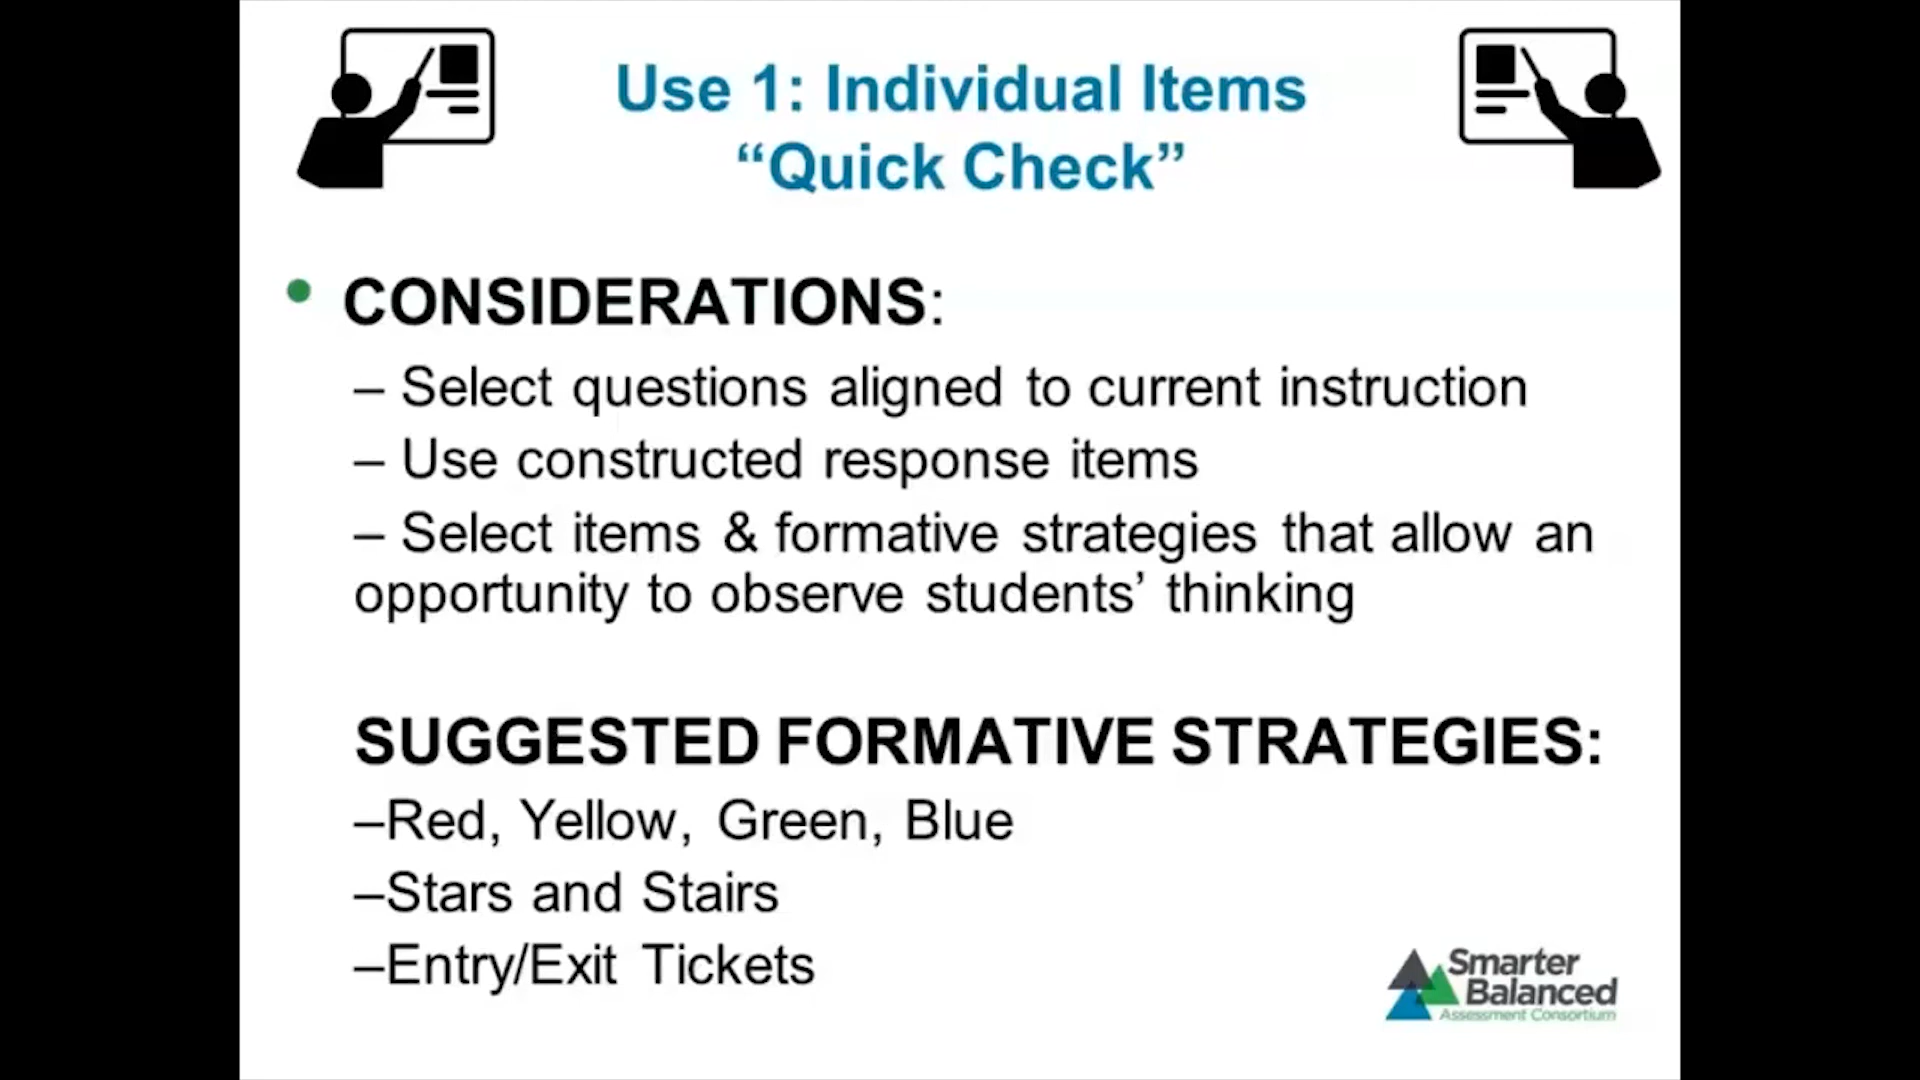 Use 1: Individual Items
“Quick Check”
• CONSIDERATIONS:
– Select questions aligned to current instruction
– Use constructed response items
– Select items & formative strategies that allow an
opportunity to observe students’ thinking
SUGGESTED FORMATIVE STRATEGIES:
–Red, Yellow, Green, Blue
–Stars and Stairs
–Entry/Exit Tickets
Smarter
Balanced
Assessment Consortium